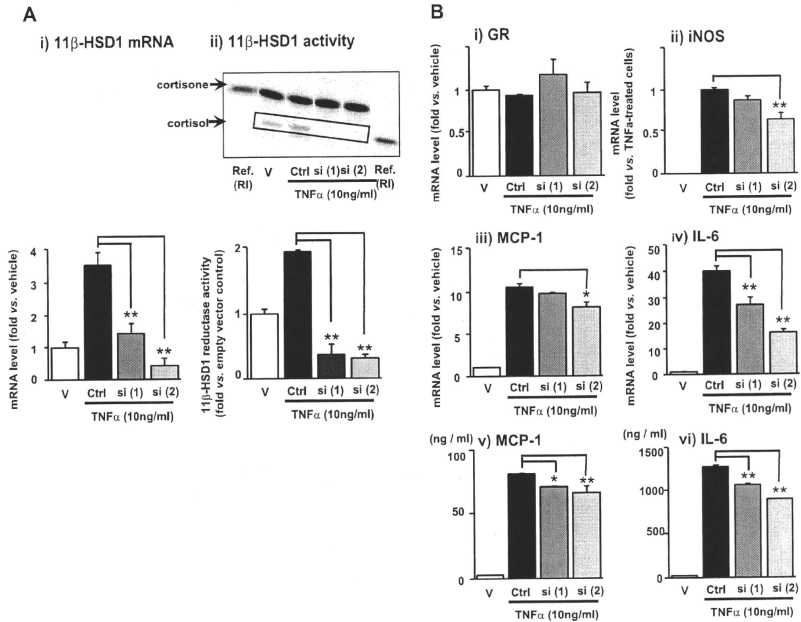 A
i) 11β-HSD1 mRNA
ii) 11β-HSD1 activity
cortisone
cortisol
Ref. (RI)
V
Ctrl si (1) si (2)
Ref. (RI)
TNFα (10ng/ml)
mRNA level (fold vs. vehicle)
5
4
3
2
1
0
**
**
V
Ctrl si (1) si (2)
TNFα (10ng/ml)
11β-HSD1 reductase activity
(fold vs. empty vector control)
2
1
0
**
**
V
Ctrl si (1) si (2)
TNFα (10ng/ml)
B
i) GR
mRNA level (fold vs. vehicle)
1.5
1
0.5
0
V
Ctrl si (1) si (2)
TNFα (10ng/ml)
ii) iNOS
mRNA level
(fold vs. TNFa-treated cells)
1.5
1
0.5
0
**
Ctrl si (1) si (2)
TNFα (10ng/ml)
iii) MCP-1
mRNA level (fold vs. vehicle)
15
10
5
0
*
V
Ctrl si (1) si (2)
TNFα (10ng/ml)
iv) IL-6
mRNA level (fold vs. vehicle)
50
40
30
20
10
0
**
**
V
Ctrl si (1) si (2)
TNFα (10ng/ml)
(ng / ml)
v) MCP-1
100
50
0
*
**
V
Ctrl si (1) si (2)
TNFα (10ng/ml)
(ng / ml)
vi) IL-6
1500
1000
500
0
**
**
V
Ctrl si (1) si (2)
TNFα (10ng/ml)